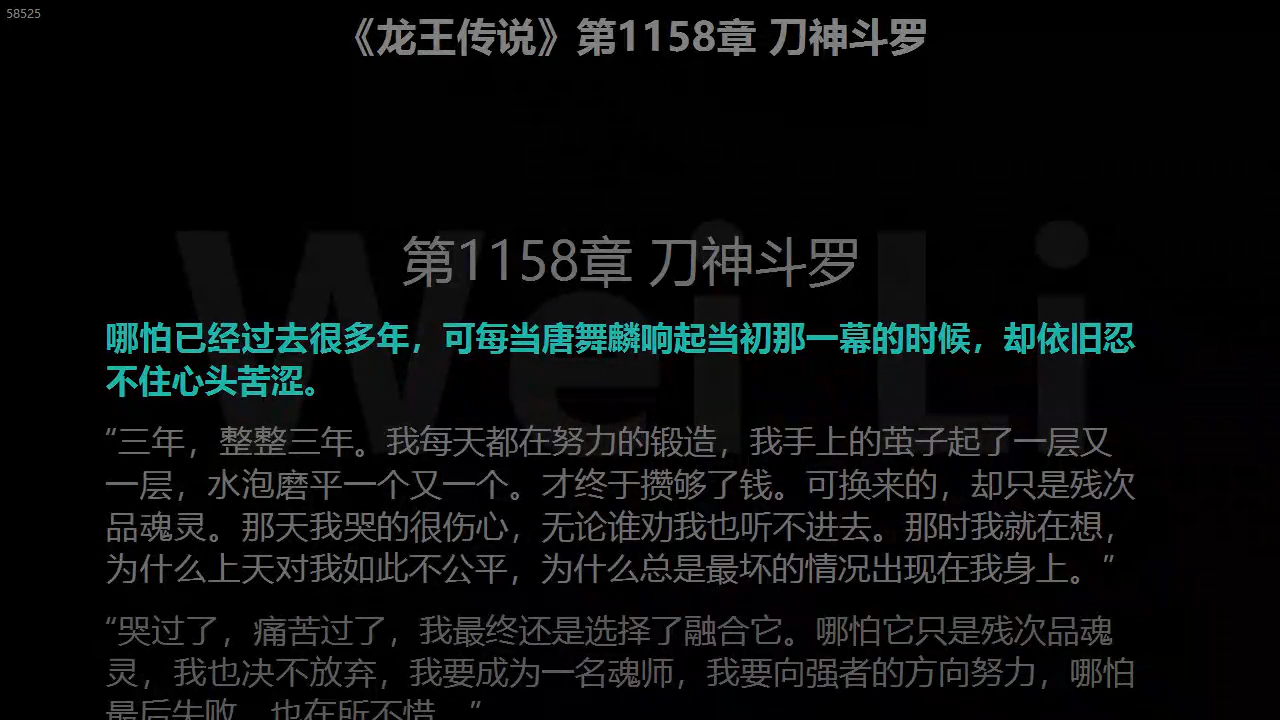 58525
《龙王传说》第1158章 刀神斗罗
Wei Li
第1158章 刀神斗罗
哪怕已经过去很多年，可每当唐舞麟响起当初那一幕的时候，却依旧忍
不住心头苦涩。
“三年，整整三年。我每天都在努力的锻造，我手上的茧子起了一层又
一层，水泡磨平一个又一个。才终于攒够了钱。可换来的，却只是残次
品魂灵。那天我哭的很伤心，无论谁劝我也听不进去。那时我就在想，
为什么上天对我如此不公平，为什么总是最坏的情况出现在我身上。”
“哭过了，痛苦过了，我最终还是选择了融合它。哪怕它只是残次品魂
灵，我也决不放弃，我要成为一名魂师，我要向强者的方向努力，哪怕
最后失败，也在所不惜。”